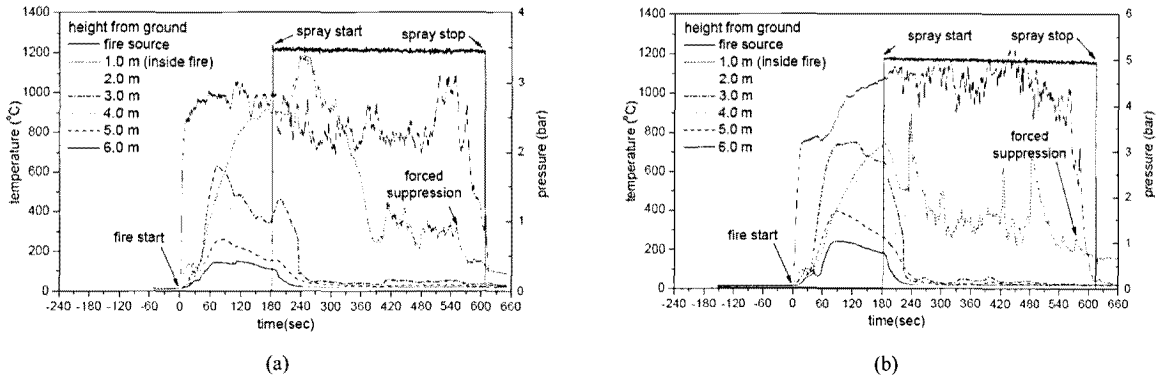 1400
1200
1000
800
600
400
200
0
temperature (°C)
height from ground
fire source
1.0 m (inside fire)
2.0 m
3.0 m
4.0 m
5.0 m
6.0 m
spray start
spray stop
forced
suppression
fire start
4
3
2
1
0
pressure (bar)
-240 -180 -120 -60 0 60 120 180 240 300 360 420 480 540 600 660
time(sec)
(a)
1400
1200
1000
800
600
400
200
0
temperature (°C)
height from ground
fire source
1.0 m (inside fire)
2.0 m
3.0 m
4.0 m
5.0 m
6.0 m
spray start
spray stop
forced
suppression
fire start
6
5
4
3
2
1
0
pressure (bar)
-240 -180 -120 -60 0 60 120 180 240 300 360 420 480 540 600 660
time(sec)
(b)